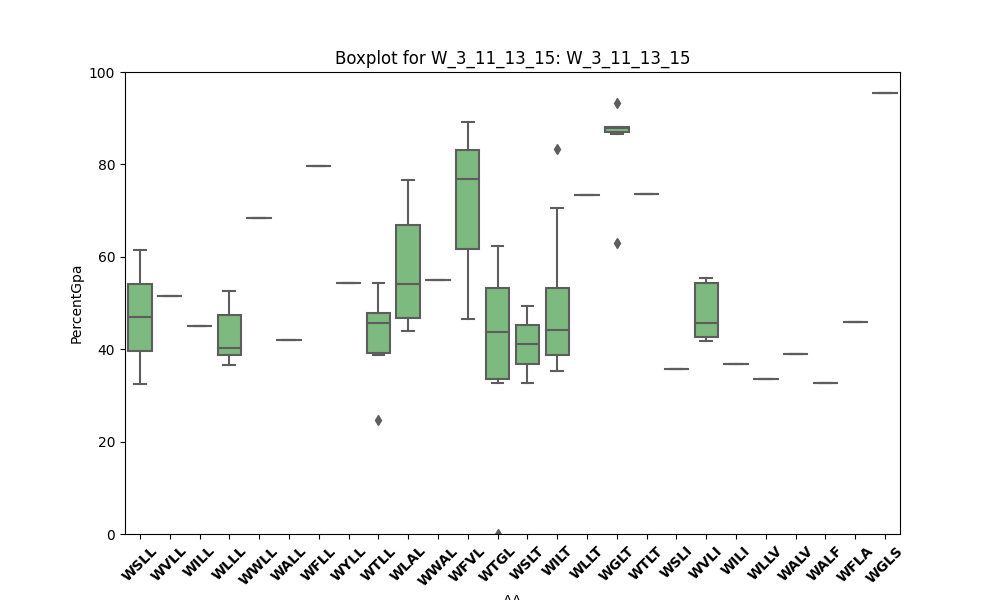 Boxplot for W_3_11_13_15: W_3_11_13_15
100
80
60
40
20
0
PercentGpa
WSLL WVLL WILL WLLL WWLL WALL WFLL WYLL WTLL WLAL WWAL WFVL WTGL WSLT WILT WLLT WGLT WTLT WSLI WVLI WILI WLLV WALV WALF WFLA WGLS
AA